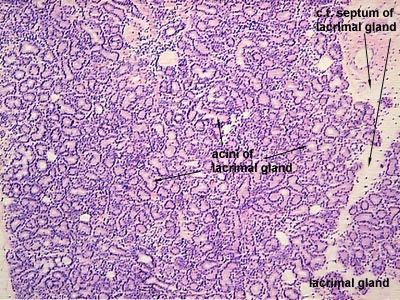 c.t. septum of
lacrimal gland
acini of
lacrimal gland
lacrimal gland